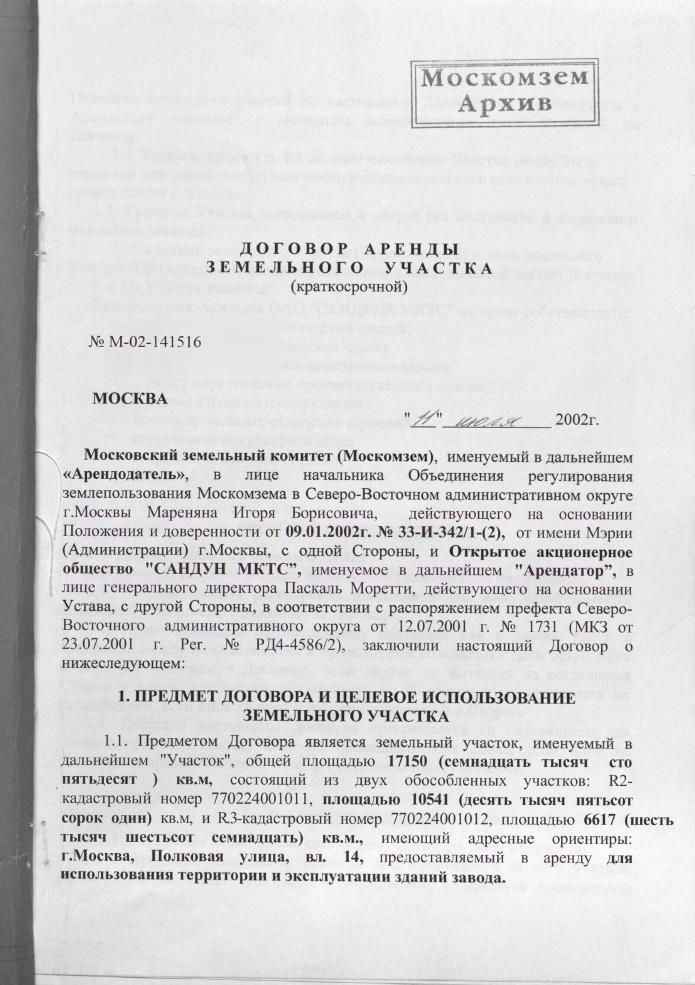 Москомзем
Архив
ДОГОВОР АРЕНДЫ
ЗЕМЕЛЬНОГО УЧАСТКА
(краткосрочной)
№ М-02-141516
МОСКВА
"11" июля 2002г.
Московский земельный комитет (Москомзем), именуемый в дальнейшем
«Арендодатель», в лице начальника Объединения регулирования
землепользования Москомзема в Северо-Восточном административном округе
г.Москвы Мареняна Игоря Борисовича, действующего на основании
Положения и доверенности от 09.01.2002г. № 33-И-342/1-(2), от имени Мэрии
(Администрации) г.Москвы, с одной Стороны, и Открытое акционерное
общество "САНДУН МКТС”, именуемое в дальнейшем "Арендатор”, в
лице генерального директора Паскаль Моретти, действующего на основании
Устава, с другой Стороны, в соответствии с распоряжением префекта Северо-
Восточного административного округа от 12.07.2001 г. № 1731 (МКЗ от
23.07.2001 г. Рег. № РД4-4586/2), заключили настоящий Договор о
нижеследующем:
1. ПРЕДМЕТ ДОГОВОРА И ЦЕЛЕВОЕ ИСПОЛЬЗОВАНИЕ
ЗЕМЕЛЬНОГО УЧАСТКА
1.1. Предметом Договора является земельный участок, именуемый в
дальнейшем "Участок", общей площадью 17150 (семнадцать тысяч сто
пятьдесят ) кв.м, состоящий из двух обособленных участков: R2-
кадастровый номер 770224001011, площадью 10541 (десять тысяч пятьсот
сорок один) кв.м, и R.3-кадастровый номер 770224001012, площадью 6617 (шесть
тысяч шестьсот семнадцать) кв.м., имеющий адресные ориентиры:
г.Москва, Полковая улица, вл. 14, предоставляемый в аренду для
использования территории и эксплуатации зданий завода.